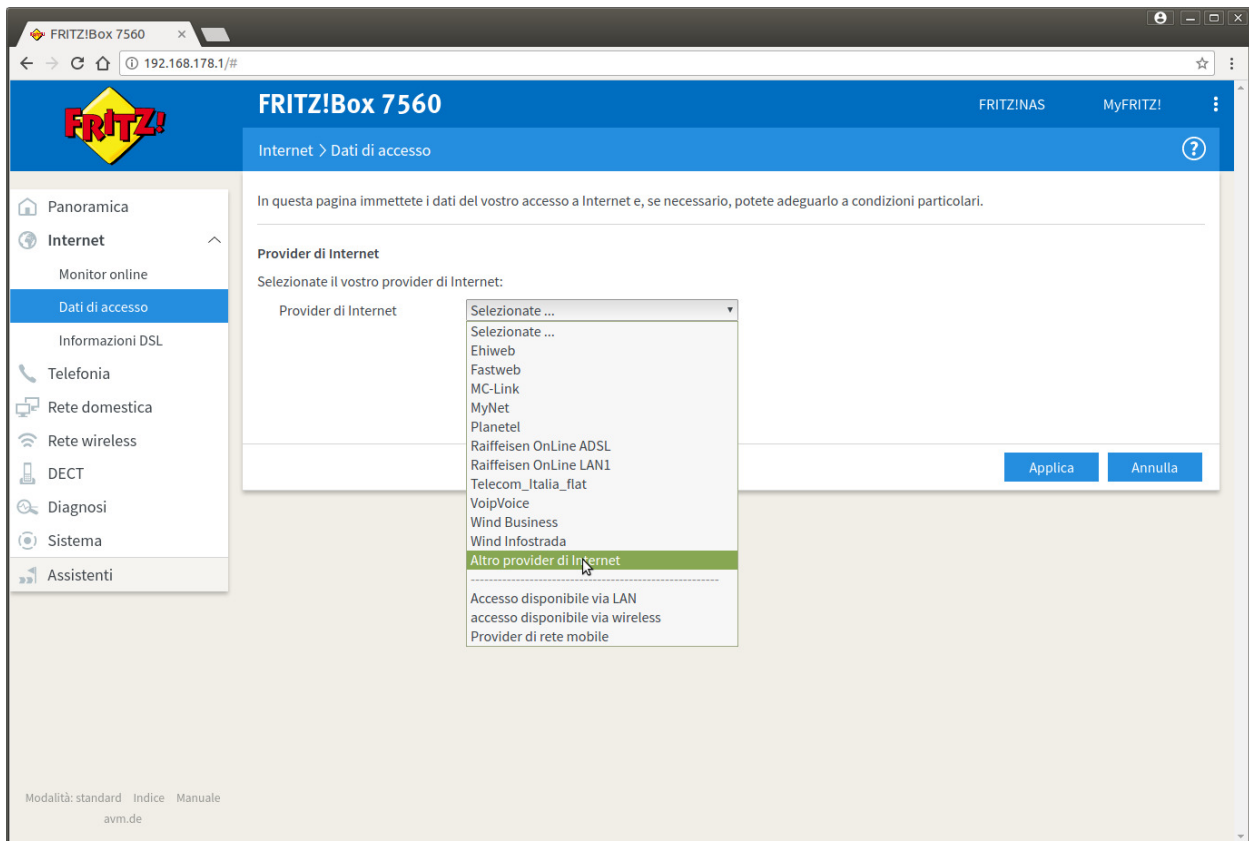 FRITZ!Box 7560
192.168.178.1/#
FRITZ!
FRITZ!Box 7560
FRITZ!NAS
MyFRITZ!
Internet > Dati di accesso
Panoramica
Internet
Monitor online
Dati di accesso
Informazioni DSL
Telefonia
Rete domestica
Rete wireless
DECT
Diagnosi
Sistema
Assistenti
In questa pagina immettete i dati del vostro accesso a Internet e, se necessario, potete adeguarlo a condizioni particolari.
Provider di Internet
Selezionate il vostro provider di Internet:
Provider di Internet
Selezionate ...
Selezionate ...
Ehiweb
Fastweb
MC-Link
MyNet
Planetel
Raiffeisen OnLine ADSL
Raiffeisen OnLine LAN1
Telecom_Italia_flat
VoipVoice
Wind Business
Wind Infostrada
Altro provider di Internet
--------------------------------------------------------
Accesso disponibile via LAN
accesso disponibile via wireless
Provider di rete mobile
Applica
Annulla
Modalità: standard Indice Manuale
avm.de